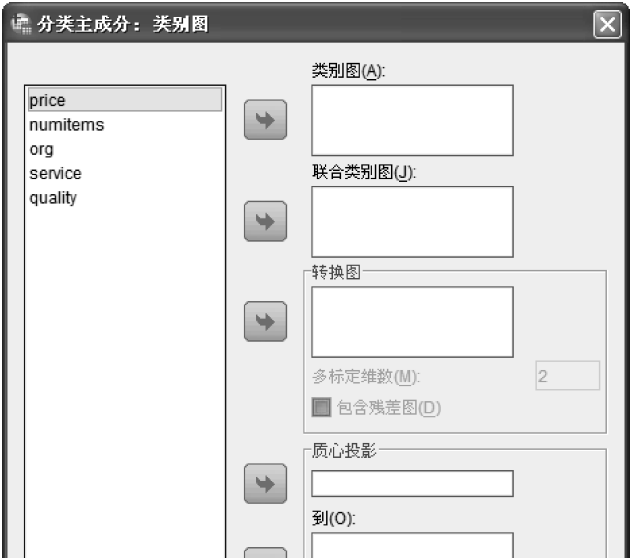 分类主成分：类别图
price
numitems
org
service
quality
类别图(A):
联合类别图(J):
转换图
多标定维数(M):
2
包含残差图(D)
质心投影
到(O):